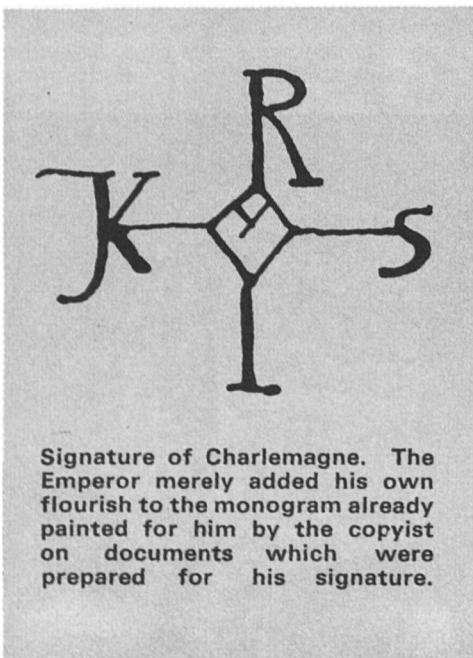 R
K S
L
Signature of Charlemagne. The
Emperor merely added his own
flourish to the monogram already
painted for him by the copyist
on documents which were
prepared for his signature.